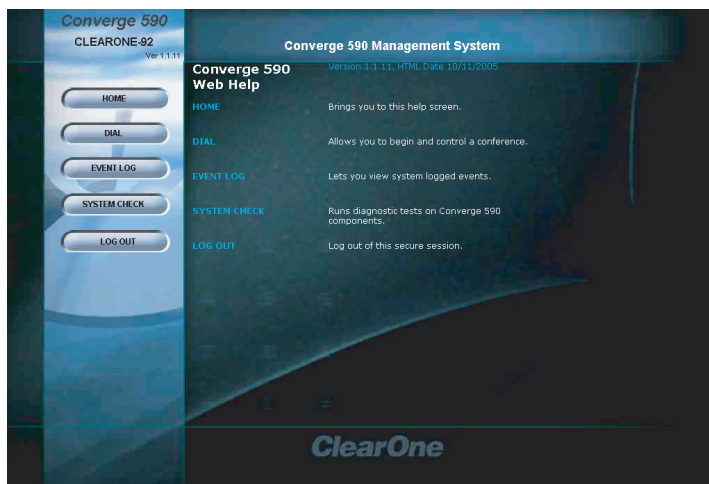 Converge 590
CLEARONE-92
Ver 1.1.11
HOME
DIAL
EVENT LOG
SYSTEM CHECK
LOG OUT
Converge 590 Management System
Converge 590
Web Help
Version 1.1.11, HTML Date 10/11/2005
HOME Brings you to this help screen.
DIAL Allows you to begin and control a conference.
EVENT LOG Lets you view system logged events.
SYSTEM CHECK Runs diagnostic tests on Converge 590
components.
LOG OUT Log out of this secure session.
ClearOne